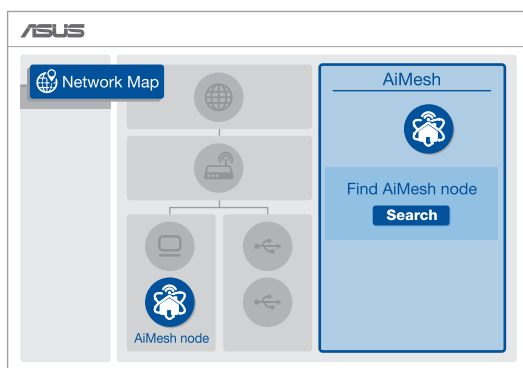 ASUS
Network Map
AiMesh
Find AiMesh node
Search
AiMesh node